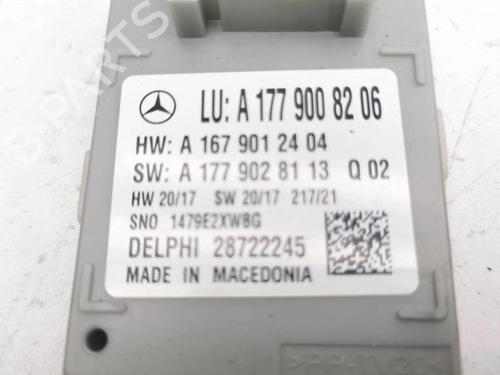 LU: A 177 900 82 06
HW: A 167 901 24 04
SW: A 177 902 81 13 Q 02
HW 20/17 SW 20/17 217/21
SNO 1479E2XWBG
DELPHI 28722245
MADE IN MACEDONIA